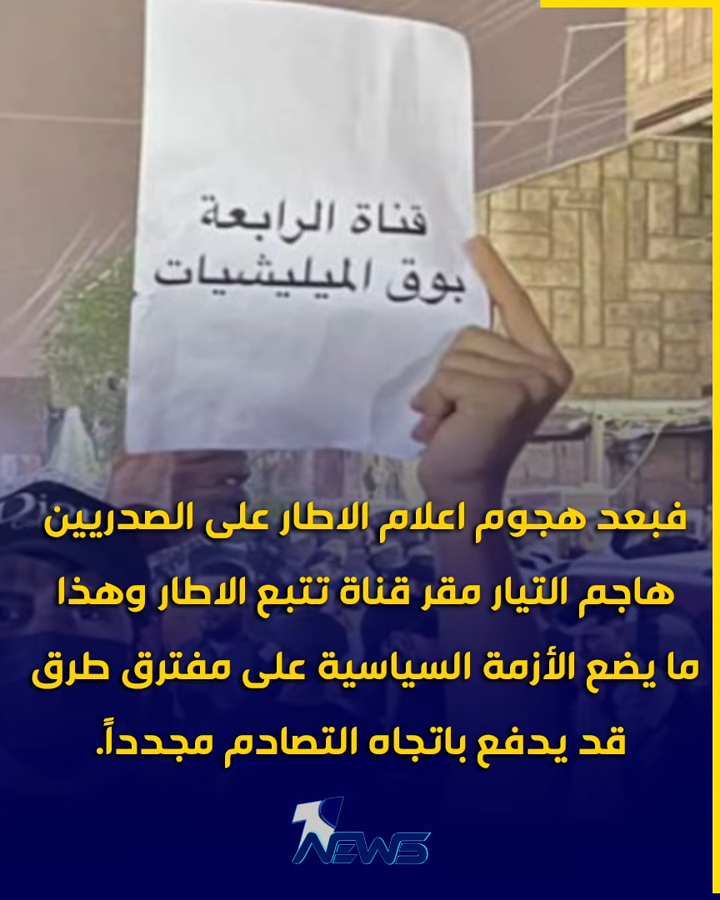 قناة الرابعة
بوق الميليشيات
فبعد هجوم اعلام الاطار على الصدريين
هاجم التيار مقر قناة تتبع الاطار وهذا
ما يضع الأزمة السياسية على مفترق طرق
قد يدفع باتجاه التصادم مجدداً.
1NEWS